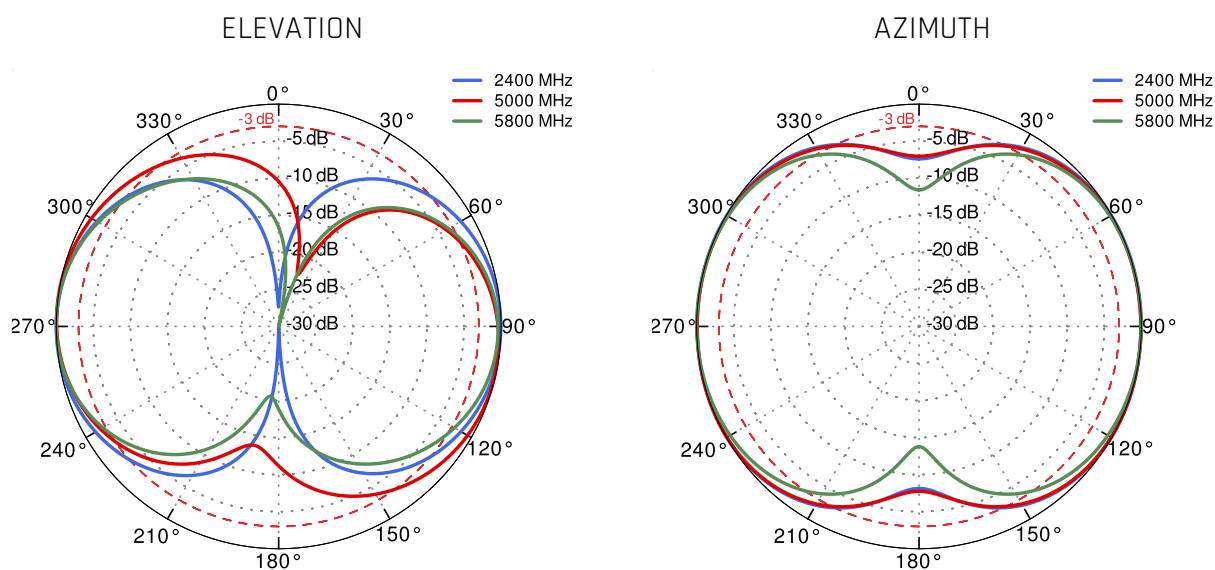 ELEVATION
2400 MHz
5000 MHz
5800 MHz
0°
330°
30°
-3 dB
-5 dB
-10 dB
300°
60°
-15 dB
-20 dB
-25 dB
270°
-30 dB
90°
240°
120°
210°
150°
180°
AZIMUTH
2400 MHz
5000 MHz
5800 MHz
0°
330°
30°
-3 dB
-5 dB
-10 dB
300°
60°
-15 dB
-20 dB
-25 dB
270°
-30 dB
90°
240°
120°
210°
150°
180°